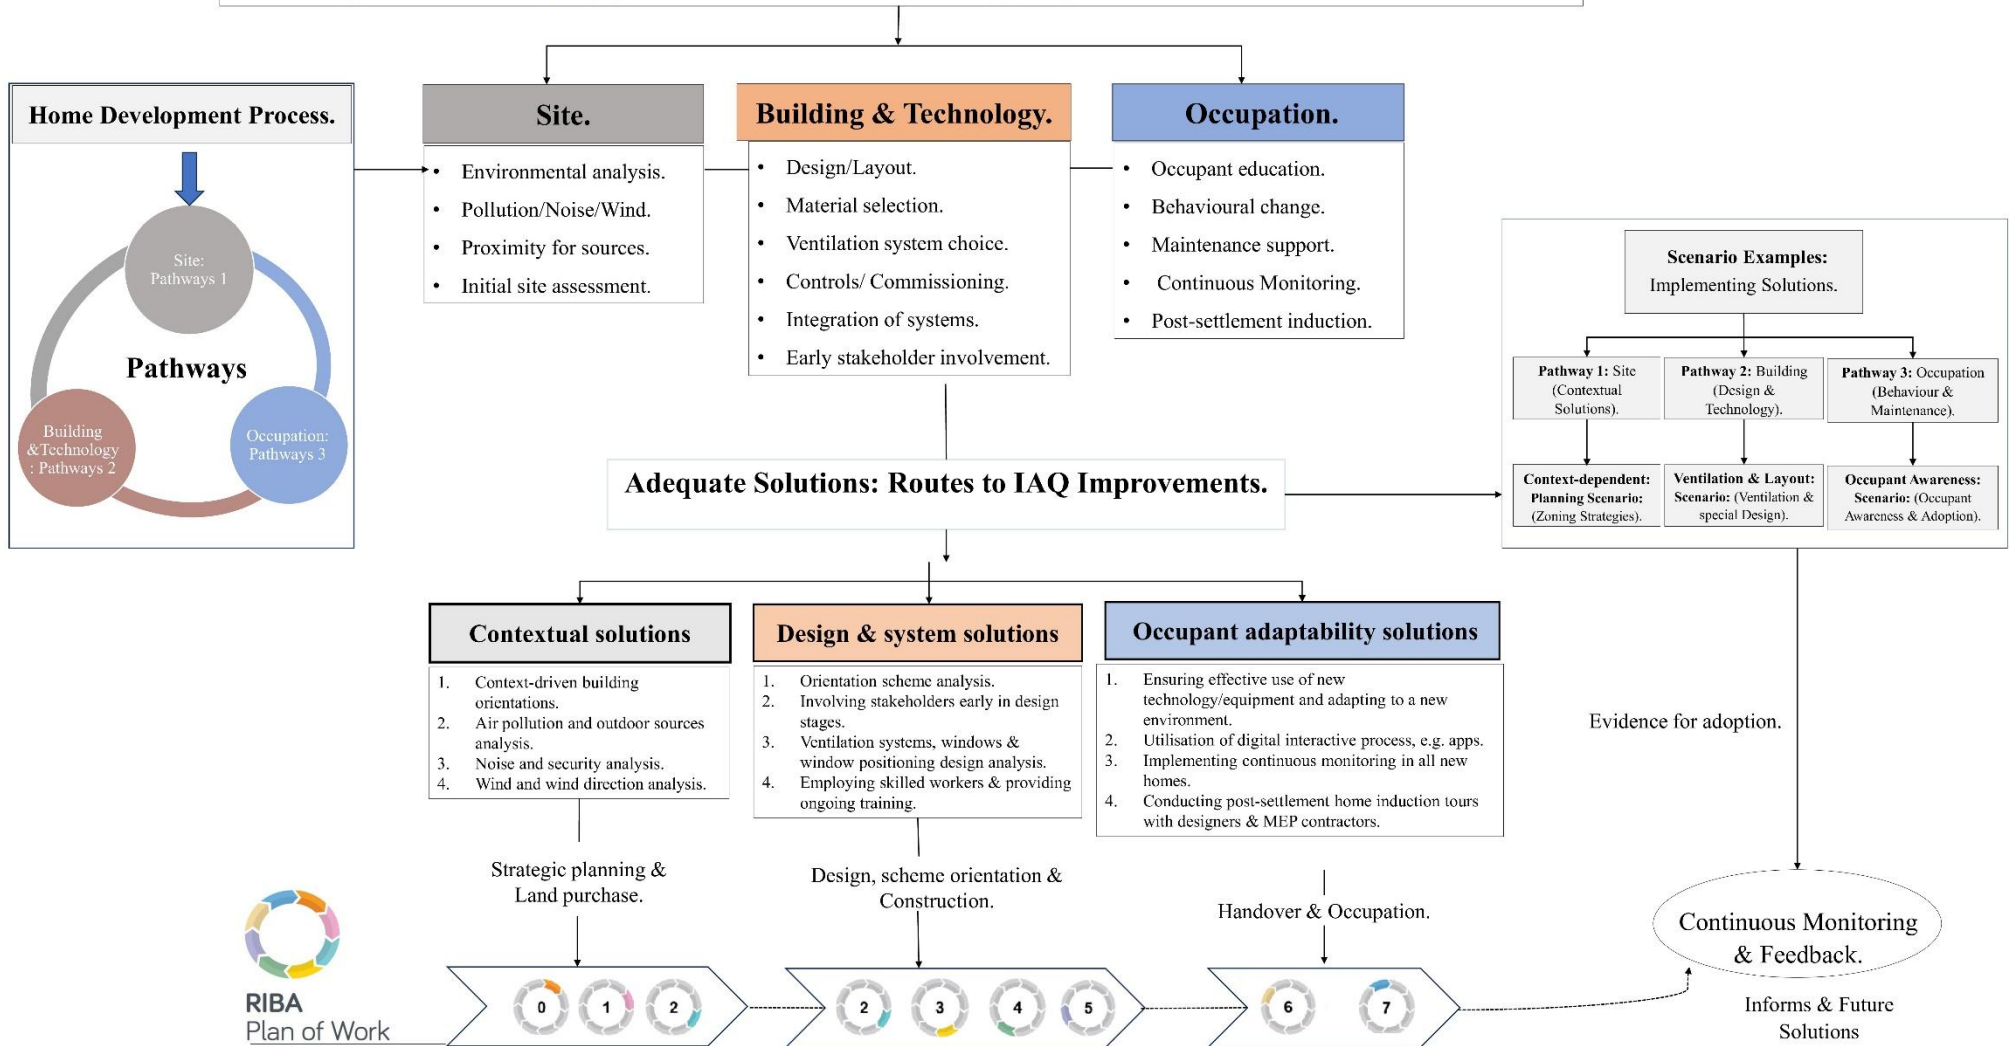 Home Development Process.
Site:
Pathways 1
Pathways
Building
&Technology
: Pathways 2
Occupation:
Pathways 3
Site.
• Environmental analysis.
• Pollution/Noise/Wind.
• Proximity for sources.
• Initial site assessment.
Building & Technology.
• Design/Layout.
• Material selection.
• Ventilation system choice.
• Controls/ Commissioning.
• Integration of systems.
• Early stakeholder involvement.
Occupation.
• Occupant education.
• Behavioural change.
• Maintenance support.
• Continuous Monitoring.
• Post-settlement induction.
Scenario Examples:
Implementing Solutions.
Pathway 1: Site
(Contextual
Solutions).
Pathway 2: Building
(Design &
Technology).
Pathway 3: Occupation
(Behaviour &
Maintenance).
Context-dependent:
Planning Scenario:
(Zoning Strategies).
Ventilation & Layout:
Scenario: (Ventilation &
special Design).
Occupant Awareness:
Scenario: (Occupant
Awareness & Adoption).
Adequate Solutions: Routes to IAQ Improvements.
Contextual solutions
1. Context-driven building
orientations.
2. Air pollution and outdoor sources
analysis.
3. Noise and security analysis.
4. Wind and wind direction analysis.
Design & system solutions
1. Orientation scheme analysis.
2. Involving stakeholders early in design
stages.
3. Ventilation systems, windows &
window positioning design analysis.
4. Employing skilled workers & providing
ongoing training.
Occupant adaptability solutions
1. Ensuring effective use of new
technology/equipment and adapting to a new
environment.
2. Utilisation of digital interactive process, e.g. apps.
3. Implementing continuous monitoring in all new
homes.
4. Conducting post-settlement home induction tours
with designers & MEP contractors.
Evidence for adoption.
Strategic planning &
Land purchase.
Design, scheme orientation &
Construction.
Handover & Occupation.
Continuous Monitoring
& Feedback.
Informs & Future
Solutions
RIBA
Plan of Work
0 1 2
2 3 4 5
6 7